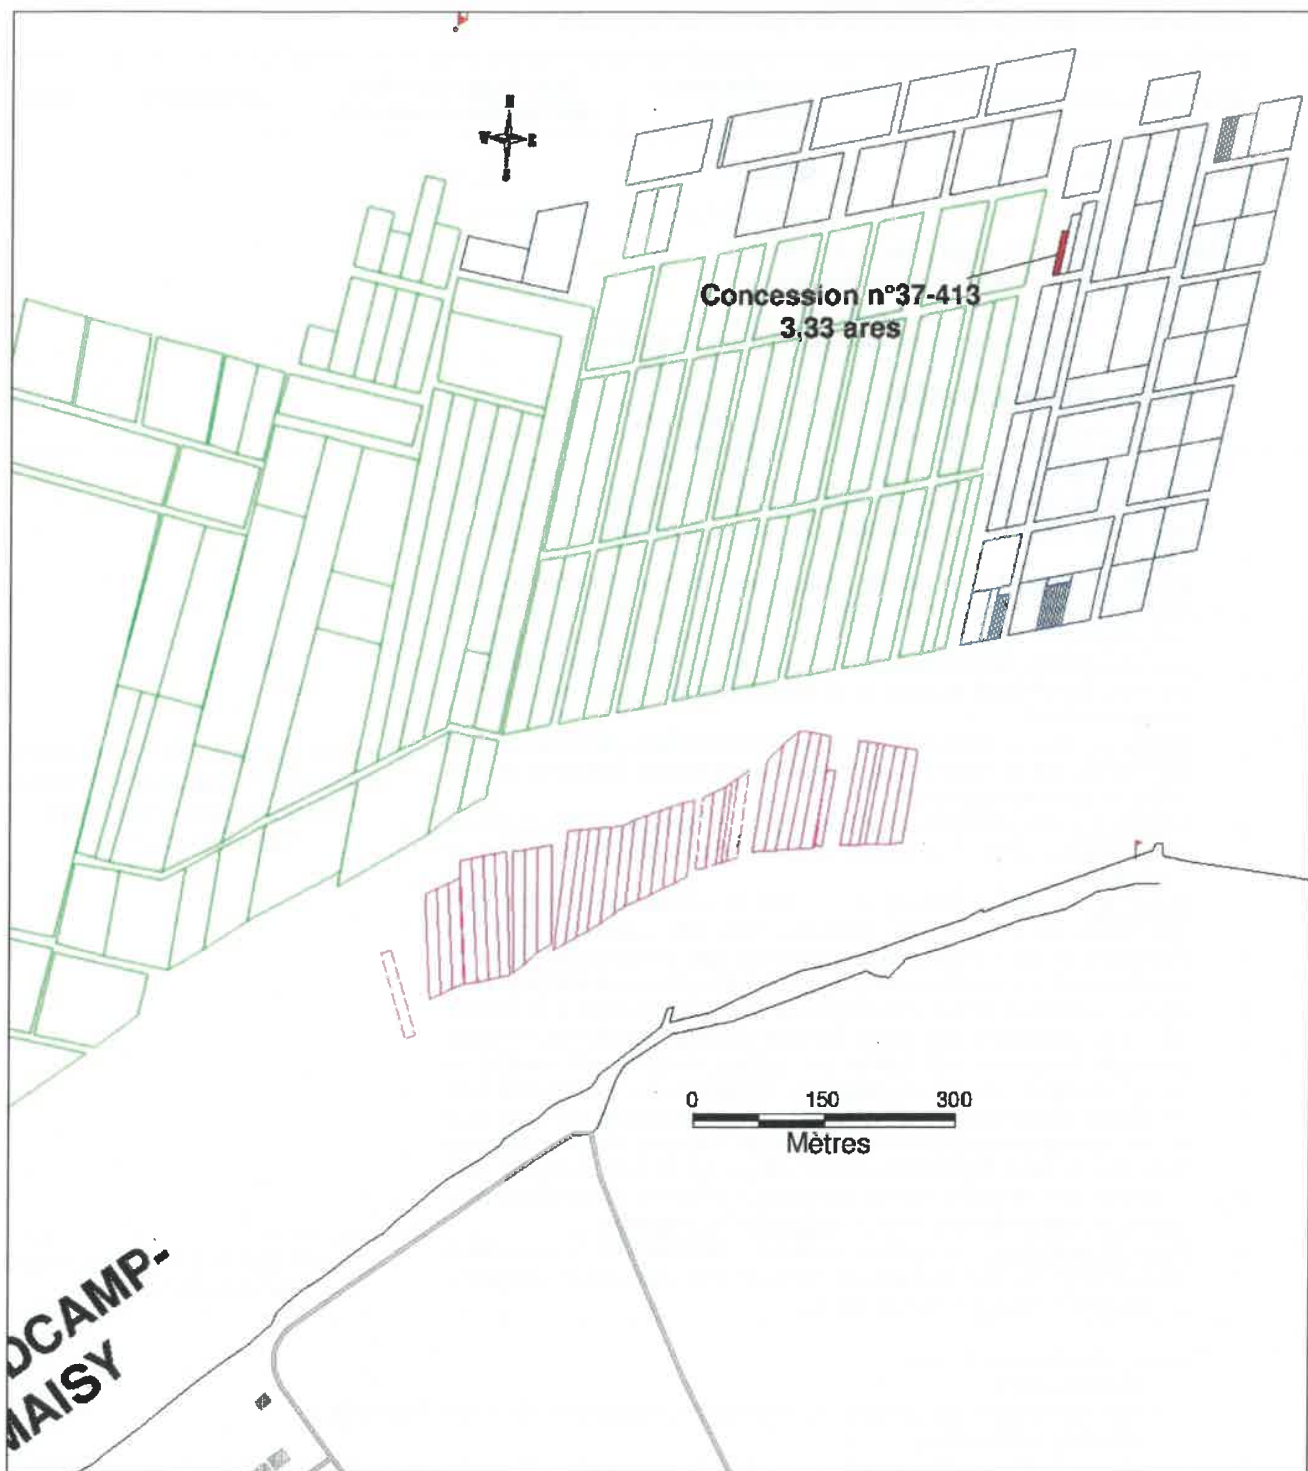 N
W E
S
Concession n°37-413
3,33 ares
0 150 300
Mètres
DCAMP-
MAISY